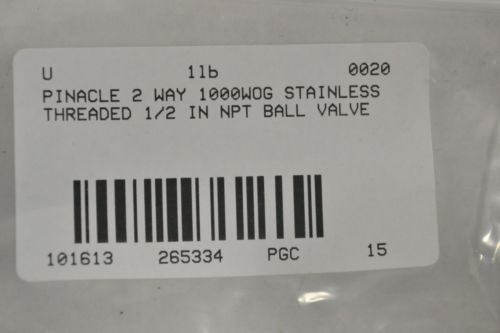 U 1lb 0020
PINACLE 2 WAY 1000WOG STAINLESS
THREADED 1/2 IN NPT BALL VALVE
101613 265334 PGC 15